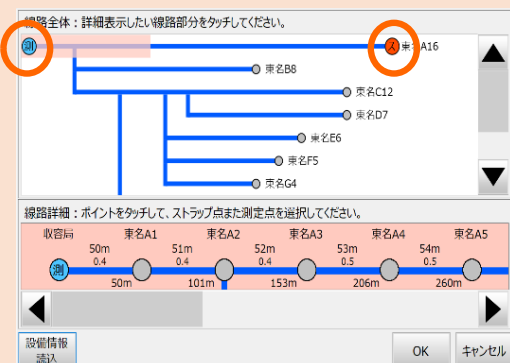 線路全体：詳細表示したい線路部分をタッチしてください。
測 ス 東名A16
東名B8
東名C12
東名D7
東名E6
東名F5
東名G4
線路詳細：ポイントをタッチして、ストラップ点また測定点を選択してください。
収容局 東名A1 東名A2 東名A3 東名A4 東名A5
50m 51m 52m 53m 54m
0.4 0.4 0.4 0.5 0.5
測
50m 101m 153m 206m 260m
設備情報
読込
OK キャンセル